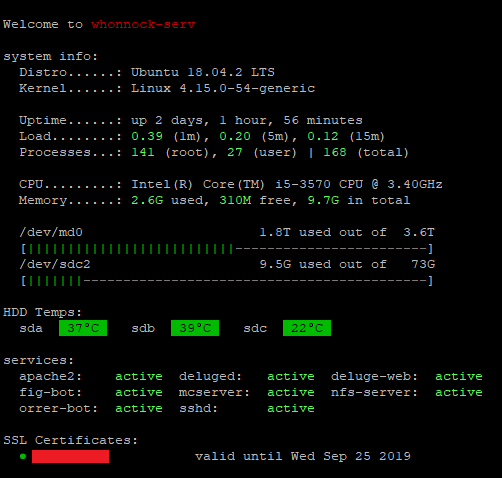 Welcome to whonnock-serv
system info:
Distro......: Ubuntu 18.04.2 LTS
Kernel......: Linux 4.15.0-54-generic
Uptime......: up 2 days, 1 hour, 56 minutes
Load........: 0.39 (1m), 0.20 (5m), 0.12 (15m)
Processes...: 141 (root), 27 (user) | 168 (total)
CPU.........: Intel(R) Core(TM) i5-3570 CPU @ 3.40GHz
Memory......: 2.6G used, 310M free, 9.7G in total
/dev/md0 1.8T used out of 3.6T
[||||||||||||||||||||||||||------------------------]
/dev/sdc2 9.5G used out of 73G
[|||||||-------------------------------------------]
HDD Temps:
sda 37°C sdb 39°C sdc 22°C
services:
apache2: active deluged: active deluge-web: active
fig-bot: active mcserver: active nfs-server: active
orrer-bot: active sshd: active
SSL Certificates:
● valid until Wed Sep 25 2019